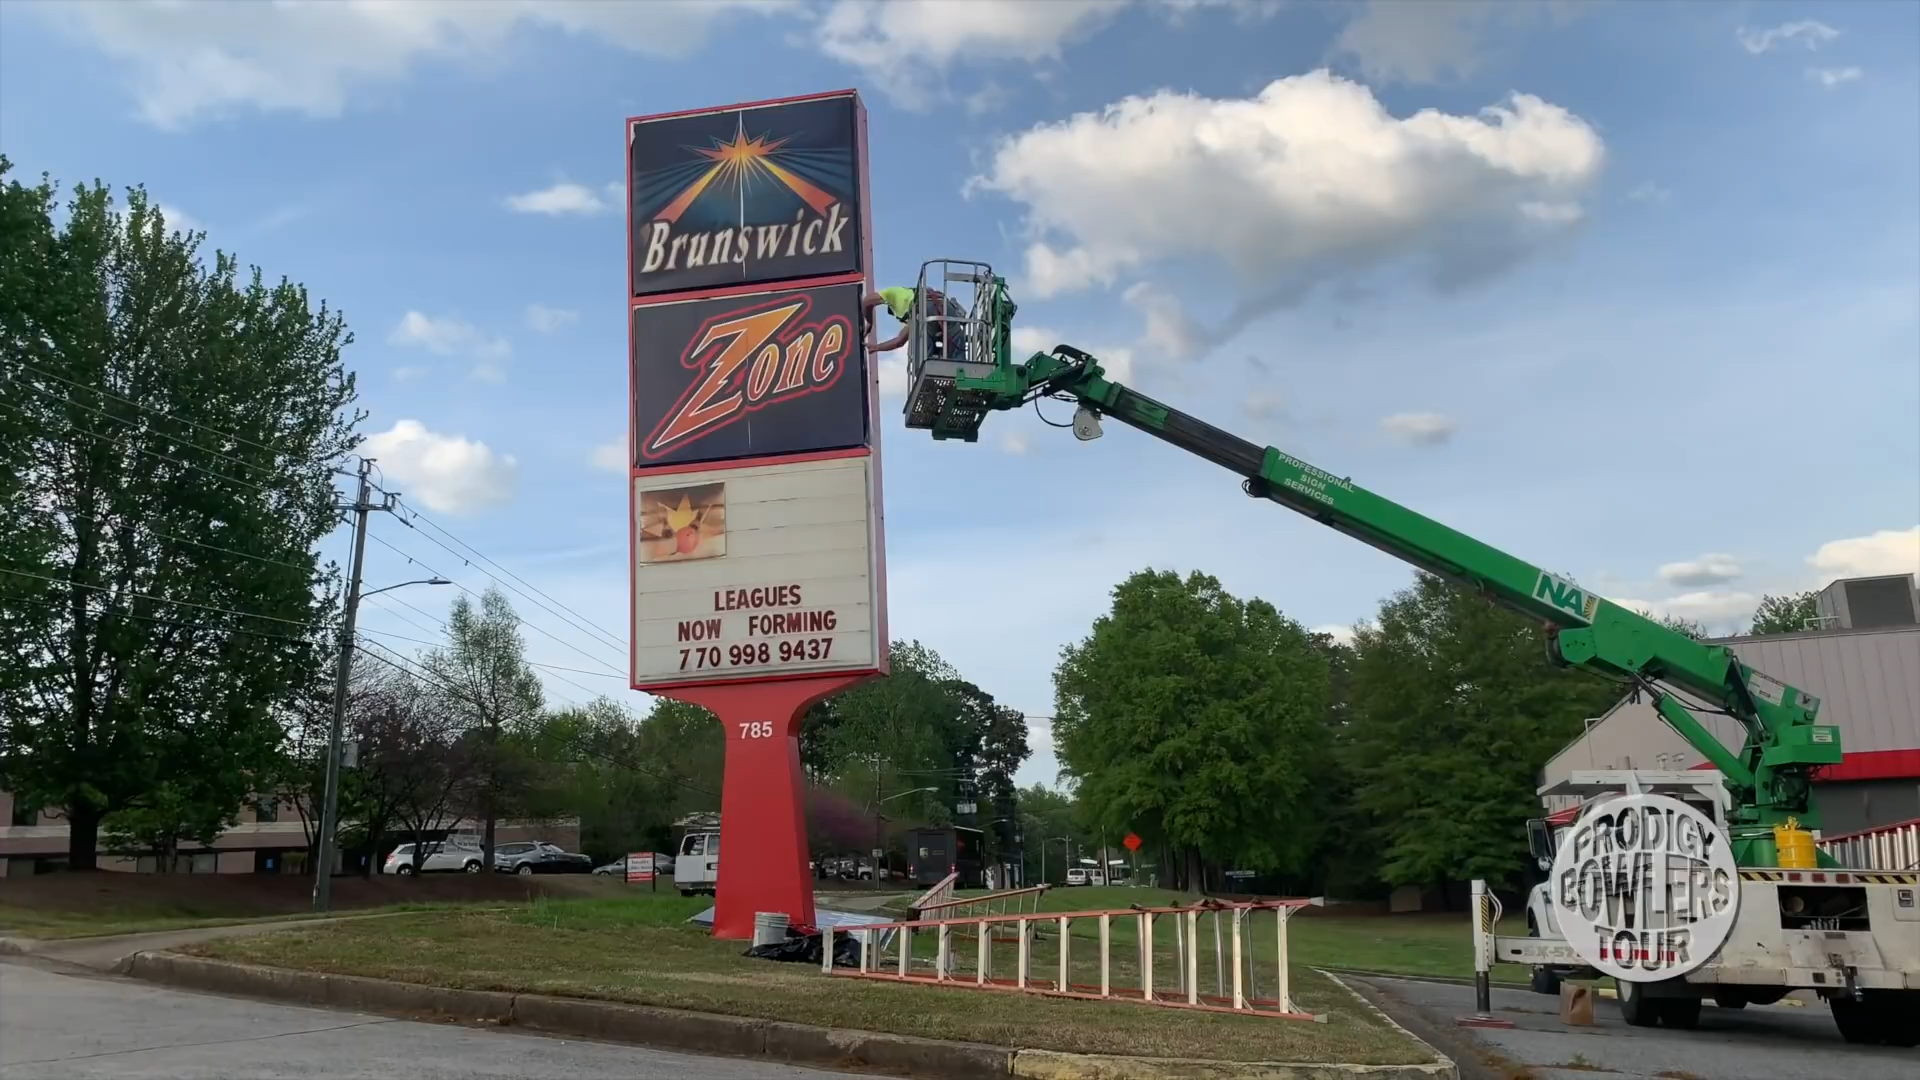 Brunswick
Zone
LEAGUES
NOW FORMING
770 998 9437
785
PROFESSIONAL
SIGN
SERVICES
NA
PRODIGY
BOWLERS
TOUR